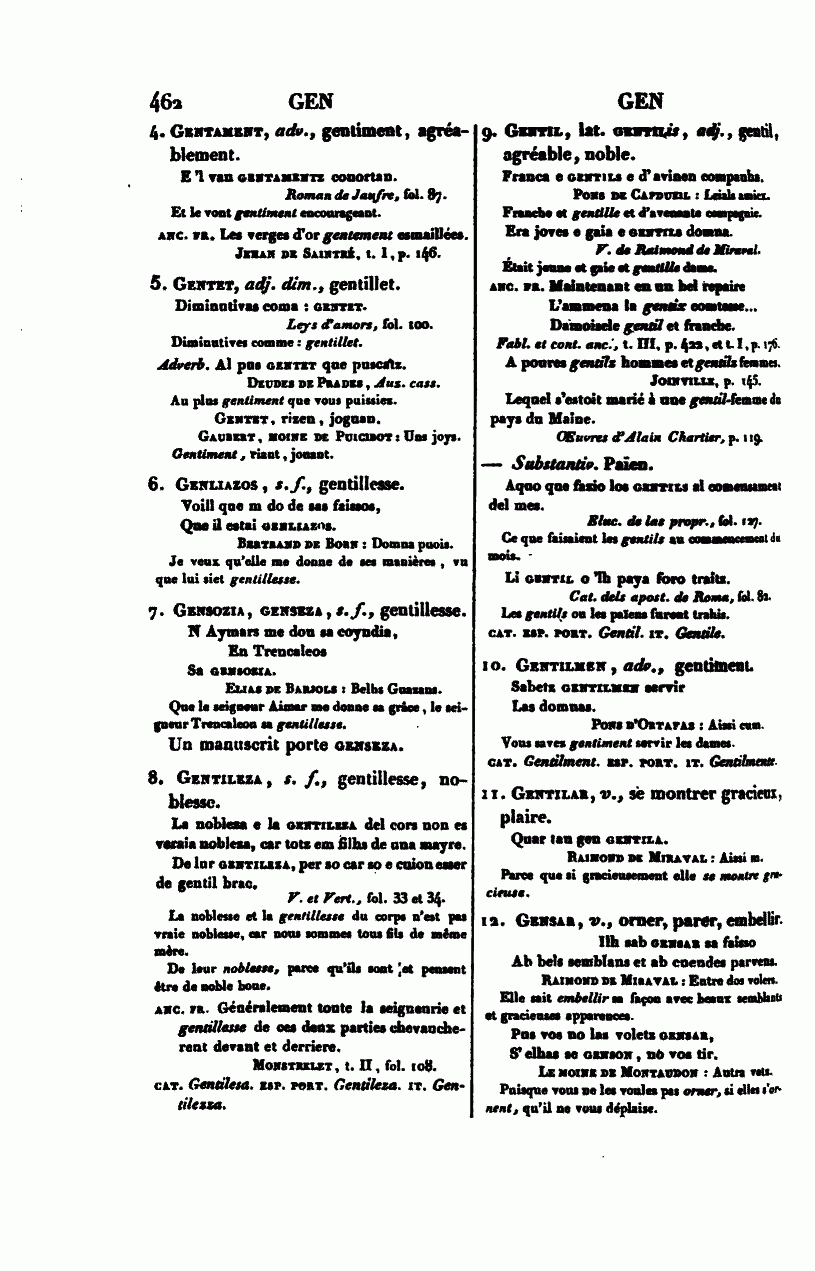 462 GEN GEN
4. GENTAMENT, adv., gentiment, agréa-
blement.
E 'l van GENTAMENTZ conortan.
Roman de Jaufre, fol. 87.
Et le vont gentiment encourageant.
ANC. FR. Les verges d'or gentement esmaillées.
JEHAN DE SAINTRÉ, t. I, p. 146.
5. GENTET, adj. dim., gentillet.
Diminutivas coma : GENTET.
Leys d'amors, fol. 100.
Diminutives comme : gentillet.
Adverb. Al pus GENTET que puscatz.
DEUDES DE PRADES, Aus. cass.
Au plus gentiment que vous puissiez.
GENTET, rizen, joguan.
GAUBERT, MOINE DE PUICIBOT : Uns joys.
Gentiment, riant, jouant.
6. GENLIAZOS, s. f., gentillesse.
Voill que m do de sas faissos,
Que il estai GENLIAZOS.
BERTRAND DE BORN : Domna puois.
Je veux qu'elle me donne de ses manières, vu
que lui siet gentillesse.
7. GENSOZIA, GENSEZA, s. f., gentillesse.
N Aymars me don sa coyndia,
En Trencaleos
Sa GENSOZIA.
ELIAS DE BARJOLS : Belhs Guazans.
Que le seigneur Aimar me donne sa grâce, le sei-
gneur Trencaleon sa gentillesse.
Un manuscrit porte GENSEZA.
8. GENTILEZA, s. f., gentillesse, no-
blesse.
La noblesa e la GENTILEZA del cors non es
veraia noblesa, car totz em filhs de una mayre.
De lur GENTILEZA, per so car so e cuion esser
de gentil brac.
V. et Vert., fol. 33 et 34.
La noblesse et la gentillesse du corps n'est pas
vraie noblesse, car nous sommes tous fils de même
mère.
De leur noblesse, parce qu'ils sont et pensent
être de noble boue.
ANC. FR. Généralement toute la seigneurie et
gentillesse de ces deux parties chevauche-
rent devant et derriere.
MONSTRELET, t. II, fol. 108.
CAT. Gentilesa. ESP. PORT. Gentileza. IT. Gen-
tilezza.
9. GENTIL, lat. GENTILis, adj., gentil,
agréable, noble.
Franca e GENTILS e d'avinen companha.
PONS DE CAPDUEIL : Leials amicx.
Franche et gentille et d'avenante compagnie.
Era joves e gaia e GENTILS domna.
V. de Raimond de Miraval.
Était jeune et gaie et gentille dame.
ANC. FR. Maintenant en un bel repaire
L'ammena la gentix comtesse...
Damoisele gentil et franche.
Fabl. et cont. anc., t. III, p. 422, et t. I, p. 176.
A poures gentils hommes et gentils femmes.
JOINVILLE, p. 145.
Lequel s'estoit marié à une gentil-femme du
pays du Maine.
Œuvres d'Alain Chartier, p. 119.
— Substantiv. Païen.
Aquo que fazio los GENTILS al comensament
del mes.
Eluc. de las propr., fol. 127.
Ce que faisaient les gentils au commencement du
mois.
Li GENTIL o 'lh paya foro traïts.
Cat. dels apost. de Roma, fol. 82.
Les gentils ou les païens furent trahis.
CAT. ESP. PORT. Gentil. IT. Gentile.
10. GENTILMEN, adv., gentiment.
Sabetz GENTILMEN servir
Las domnas.
PONS D'ORTAFAS : Aissi cum.
Vous savez gentiment servir les dames.
CAT. Gentilment. ESP. PORT. IT. Gentilmente.
11. GENTILAR, v., se montrer gracieux,
plaire.
Quar tan gen GENTILA.
RAIMOND DE MIRAVAL : Aissi m.
Parce que si gracieusement elle se montre gra-
cieuse.
12. GENSAR, v., orner, parer, embellir.
Ilh sab GENSAR sa faisso
Ab bels semblans et ab cuendes parvens.
RAIMOND DE MIRAVAL : Entre dos volers.
Elle sait embellir sa façon avec beaux semblants
et gracieuses apparences.
Pus vos no las voletz GENSAR,
S' elhas se GENSON, no vos tir.
LE MOINE DE MONTAUDON : Autra vetz.
Puisque vous ne les voulez pas orner, si elles s'or-
nent, qu'il ne vous déplaise.